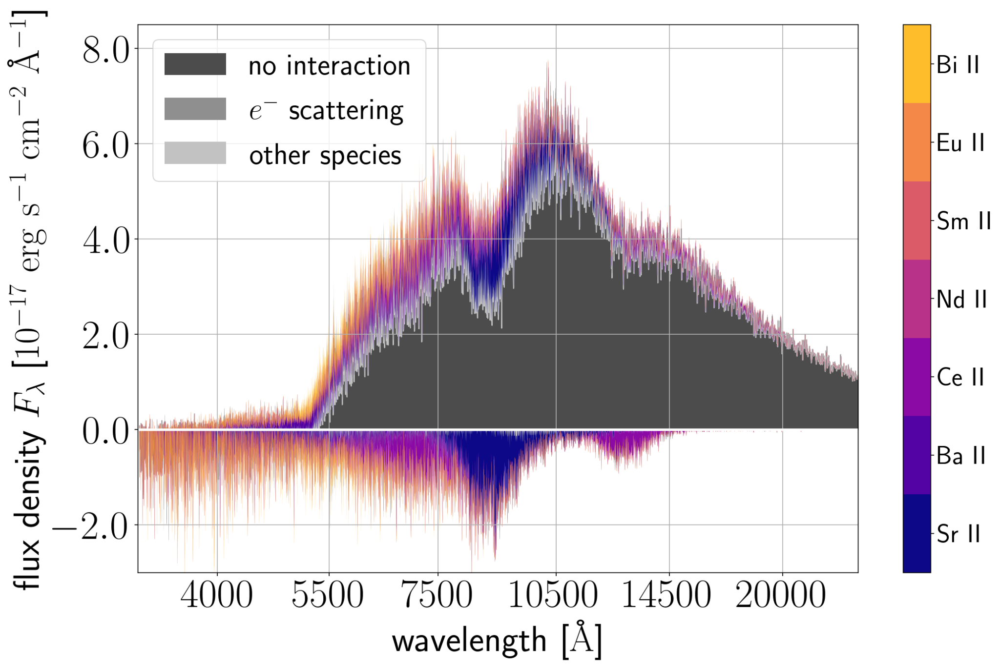 flux density F_λ [10⁻¹⁷ erg s⁻¹ cm⁻² Å⁻¹]
8.0
6.0
4.0
2.0
0.0
−2.0
no interaction
e⁻ scattering
other species
4000 5500 7500 10500 14500 20000
wavelength [Å]
Bi II
Eu II
Sm II
Nd II
Ce II
Ba II
Sr II